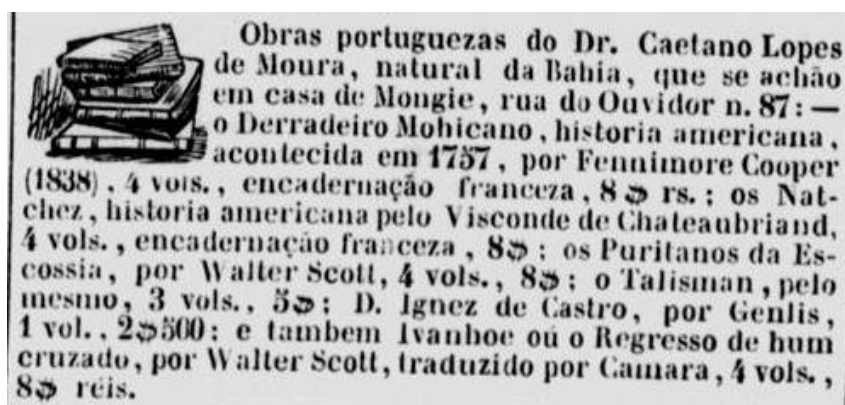 Obras portuguezas do Dr. Caetano Lopes
de Moura, natural da Bahia, que se achão
em casa de Mongie, rua do Ouvidor n. 87: —
o Derradeiro Mohicano, historia americana,
acontecida em 1757, por Fennimore Cooper
(1838), 4 vols., encadernação franceza, 8$ rs.; os Nat-
chez, historia americana pelo Visconde de Chateaubriand,
4 vols., encadernação franceza, 8$; os Puritanos da Es-
cossia, por Walter Scott, 4 vols., 8$; o Talisman, pelo
mesmo, 3 vols., 5$; D. Ignez de Castro, por Genlis,
1 vol., 2$500; e tambem Ivanhoe ou o Regresso de hum
cruzado, por Walter Scott, traduzido por Camara, 4 vols.,
8$ réis.